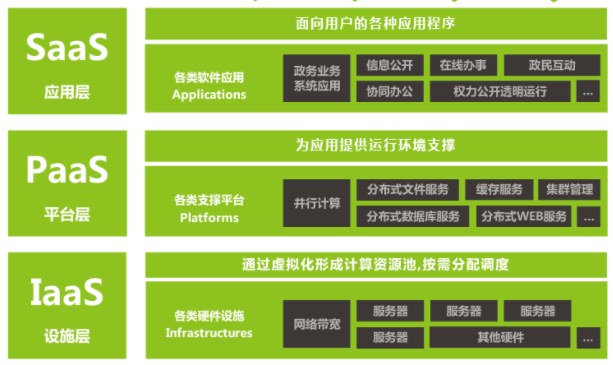 SaaS
应用层
面向用户的各种应用程序
各类软件应用
Applications
政务业务
系统应用
信息公开
在线办事
政民互动
协同办公
权力公开透明运行
...
PaaS
平台层
为应用提供运行环境支撑
各类支撑平台
Platforms
并行计算
分布式文件服务
缓存服务
集群管理
分布式数据库服务
分布式WEB服务
...
IaaS
设施层
通过虚拟化形成计算资源池,按需分配调度
各类硬件设施
Infrastructures
网络带宽
服务器
服务器
服务器
服务器
其他硬件
...